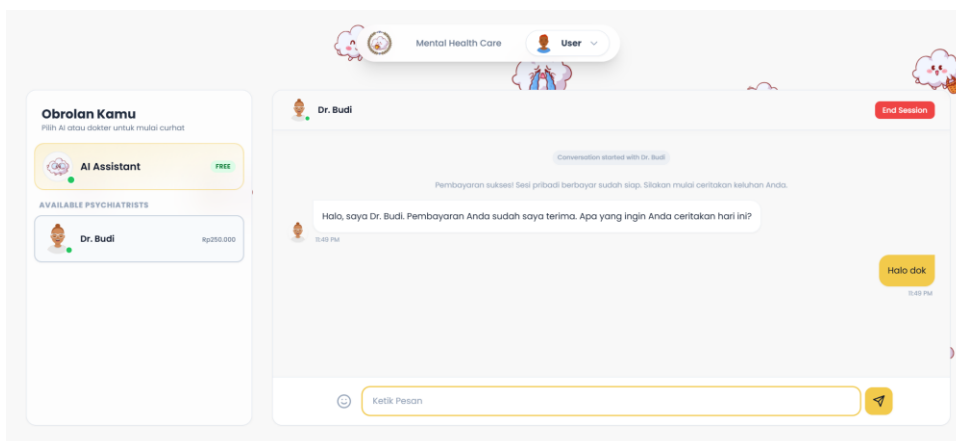 Mental Health Care
User
Obrolan Kamu
Pilih AI atau dokter untuk mulai curhat
AI Assistant
FREE
AVAILABLE PSYCHIATRISTS
Dr. Budi
Rp250.000
Dr. Budi
End Session
Conversation started with Dr. Budi
Pembayaran sukses! Sesi pribadi berbayar sudah siap. Silakan mulai ceritakan keluhan Anda.
Halo, saya Dr. Budi. Pembayaran Anda sudah saya terima. Apa yang ingin Anda ceritakan hari ini?
11:49 PM
Halo dok
11:49 PM
Ketik Pesan